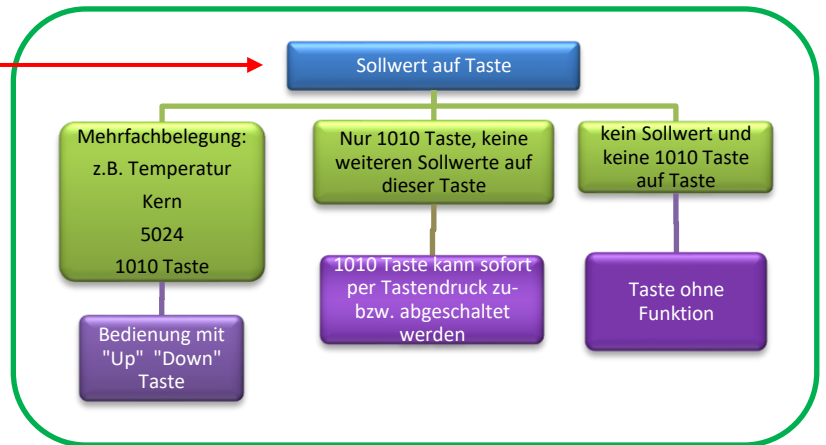 Sollwert auf Taste
Mehrfachbelegung:
z.B. Temperatur
Kern
5024
1010 Taste
Nur 1010 Taste, keine
weiteren Sollwerte auf
dieser Taste
kein Sollwert und
keine 1010 Taste
auf Taste
Bedienung mit
"Up" "Down"
Taste
1010 Taste kann sofort
per Tastendruck zu-
bzw. abgeschaltet
werden
Taste ohne
Funktion